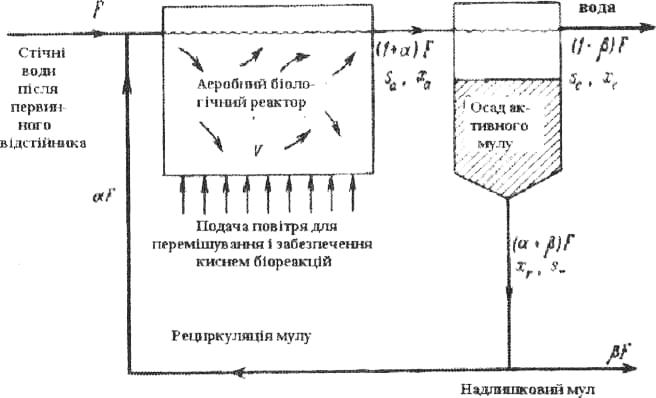 F
Стічні
води
після
первин-
ного
відстійника
Аеробний біоло-
гічний реактор
V
(1+α)F
Sa , xa
вода
(1-β)F
Se , xe
Осад ак-
тивного
мулу
αF
Подача повітря для
перемішування і забезпечення
киснем біореакцій
(α + β)F
xr , sr
Рециркуляція мулу
βF
Надлишковий мул